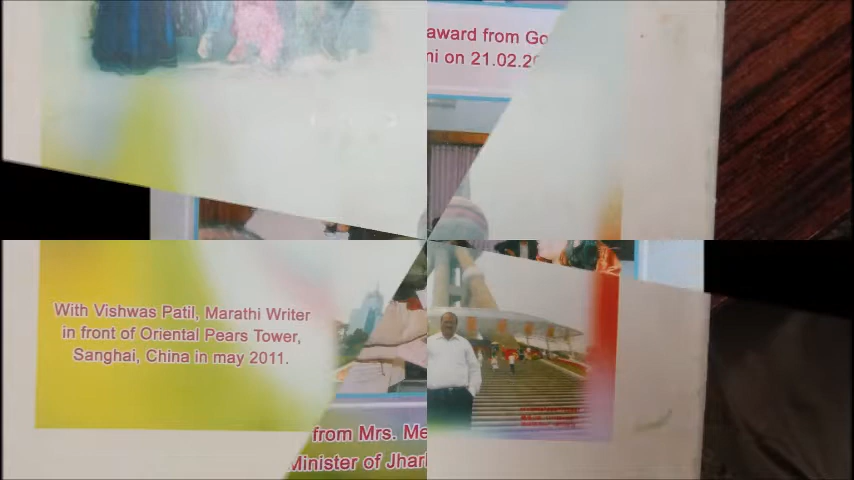 award from Go
on 21.02.2
With Vishwas Patil, Marathi Writer
in front of Oriental Pears Tower,
Sanghai, China in may 2011.
from Mrs. Me
Minister of Jhar